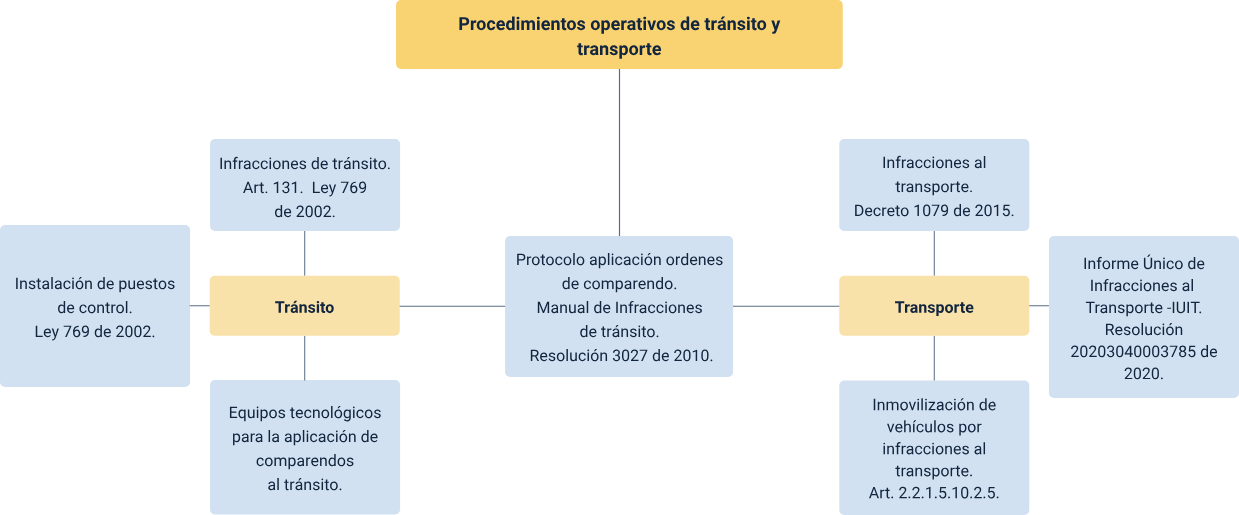 Procedimientos operativos de tránsito y
transporte
Infracciones de tránsito.
Art. 131.  Ley 769
de 2002.
Infracciones al
transporte.
Decreto 1079 de 2015.
Instalación de puestos
de control.
Ley 769 de 2002.
Tránsito
Protocolo aplicación ordenes
de comparendo.
Manual de Infracciones
de tránsito.
Resolución 3027 de 2010.
Transporte
Informe Único de
Infracciones al
Transporte -IUIT.
Resolución
20203040003785 de
2020.
Equipos tecnológicos
para la aplicación de
comparendos
al tránsito.
Inmovilización de
vehículos por
infracciones al
transporte.
Art. 2.2.1.5.10.2.5.